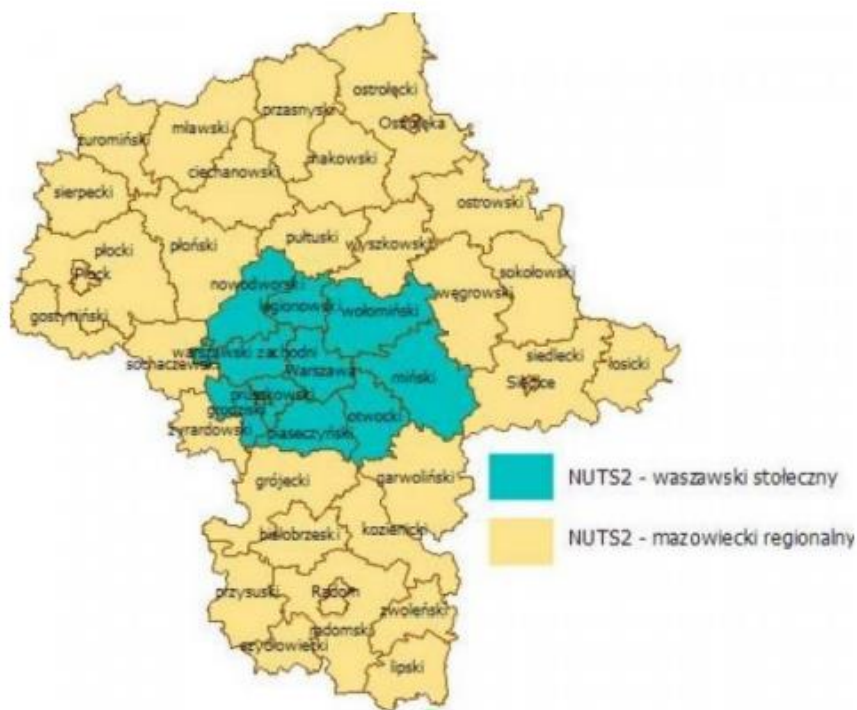 ostrołęcki
przasnyski
Ostrołęka
mławski
żuromiński
makowski
ciechanowski
sierpecki
ostrowski
pułtuski
wyszkowski
płocki
płoński
sokołowski
Płock
nowodworski
węgrowski
legionowski
wołomiński
gostyniński
warszawski zachodni
siedlecki
sochaczewski
łosicki
Warszawa
miński
Siedlce
pruszkowski
grodziski
otwocki
żyrardowski
piaseczyński
garwoliński
grójecki
NUTS2 - waszawski stołeczny
białobrzeski
kozienicki
NUTS2 - mazowiecki regionalny
przysuski
Radom
zwoleński
radomski
szydłowiecki
lipski